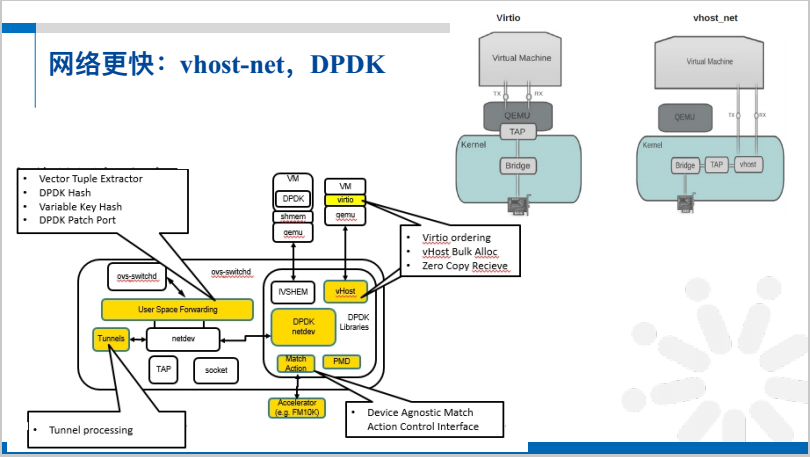 网络更快：vhost-net，DPDK
Virtio
Virtual Machine
TX
RX
QEMU
TAP
Kernel
Bridge
vhost_net
Virtual Machine
QEMU
TX
RX
Kernel
Bridge
TAP
vhost
• Vector Tuple Extractor
• DPDK Hash
• Variable Key Hash
• DPDK Patch Port
VM
DPDK
shmem
qemu
VM
virtio
qemu
• Virtio ordering
• vHost Bulk Alloc
• Zero Copy Recieve
ovs-switchd
ovs-switchd
User Space Forwarding
Tunnels
netdev
TAP
socket
IVSHEM
vHost
DPDK
netdev
DPDK
Libraries
Match
Action
PMD
Accelerator
(e.g. FM10K)
• Tunnel processing
• Device Agnostic Match
Action Control Interface